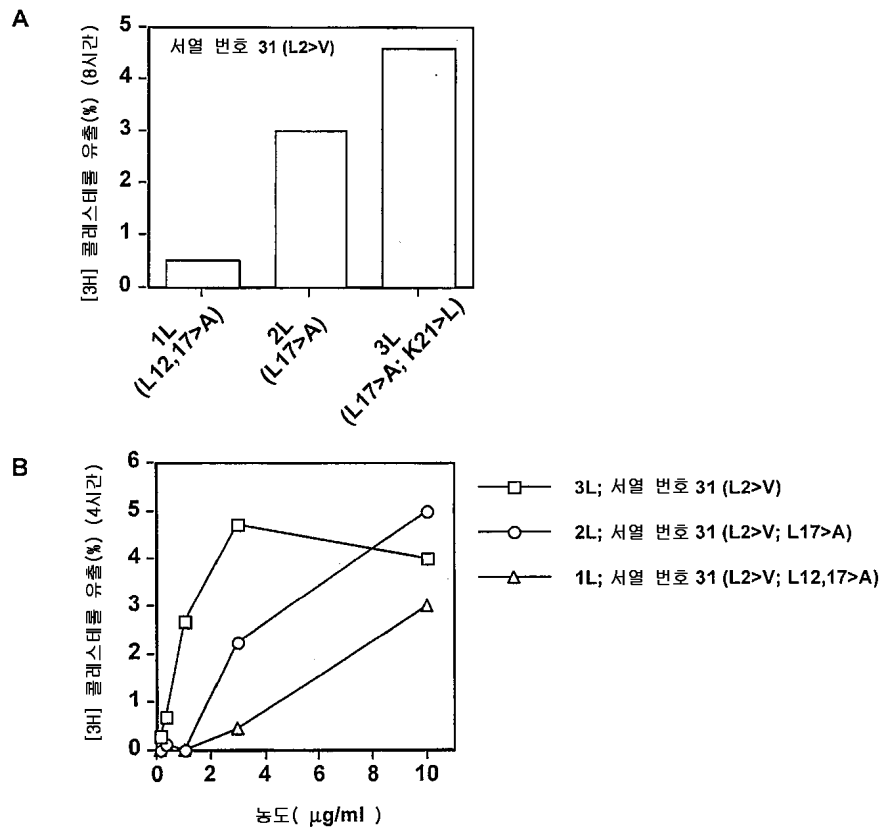 A
[3H] 콜레스테롤 유출(%) (8시간)
5
4
3
2
1
0
서열 번호 31 (L2>V)
1L
(L12,17>A)
2L
(L17>A)
3L
(L17>A; K21>L)
B
[3H] 콜레스테롤 유출(%) (4시간)
6
5
4
3
2
1
0
0 2 4 6 8 10
농도( μg/ml )
3L; 서열 번호 31 (L2>V)
2L; 서열 번호 31 (L2>V; L17>A)
1L; 서열 번호 31 (L2>V; L12,17>A)